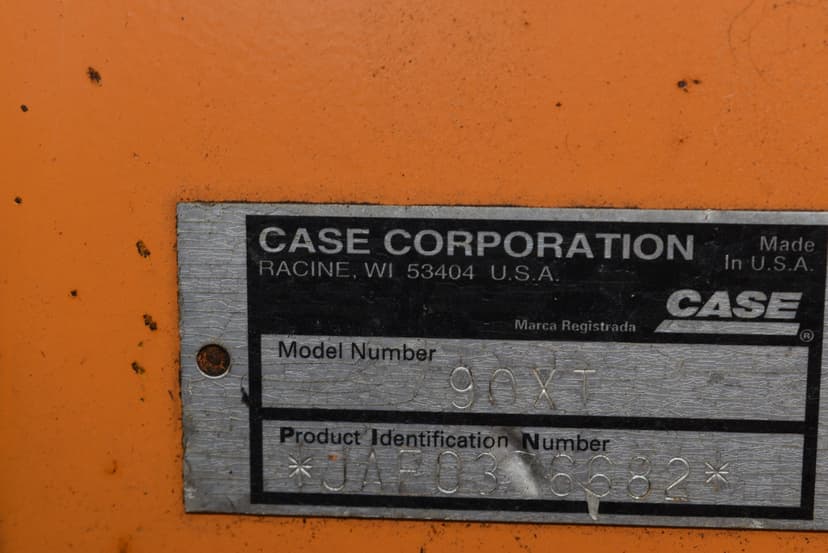 CASE CORPORATION
RACINE, WI 53404 U.S.A.
Made
In U.S.A.
Marca Registrada
CASE®
Model Number
90XT
Product Identification Number